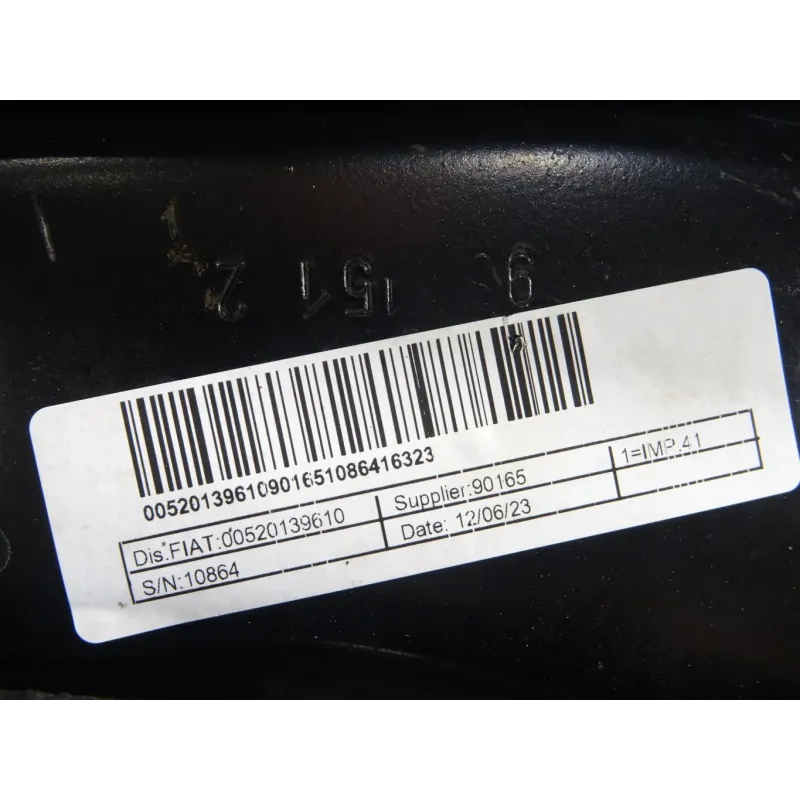 00520139610901651086416323
Dis.FIAT:00520139610 Supplier:90165 1=IMP.41
S/N:10864 Date: 12/06/23